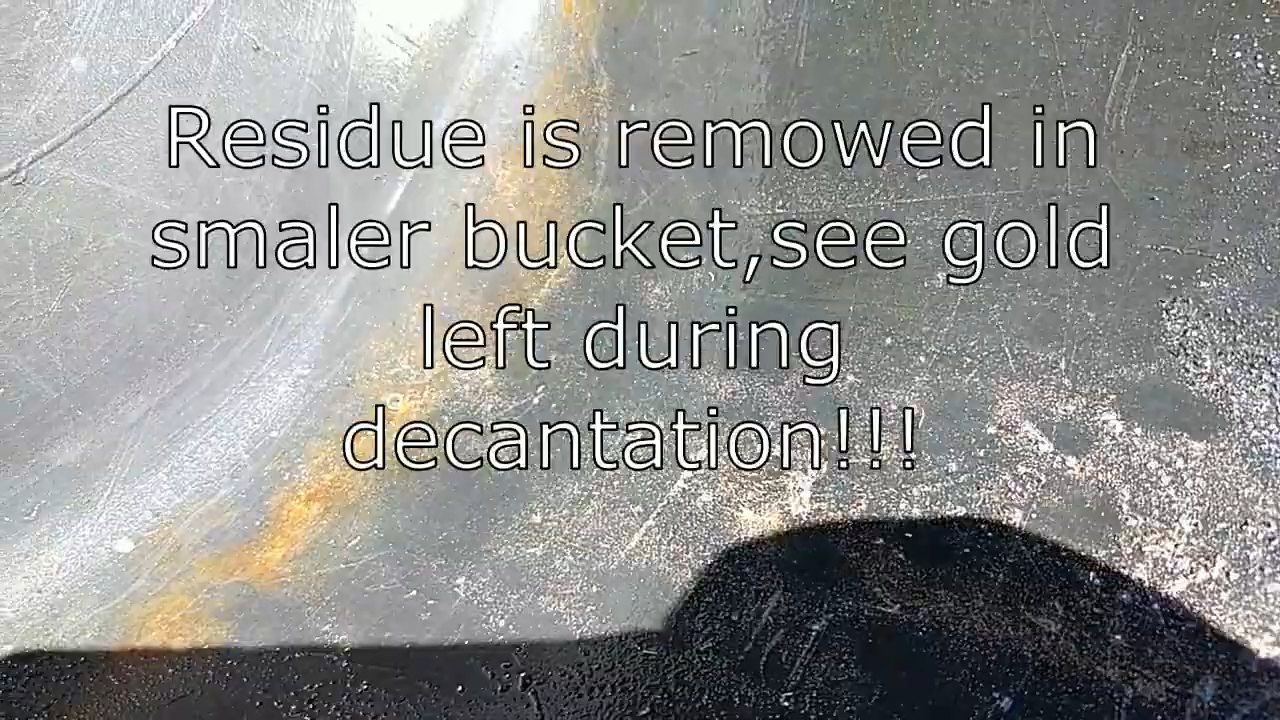 Residue is remowed in
smaler bucket,see gold
left during
decantation!!!